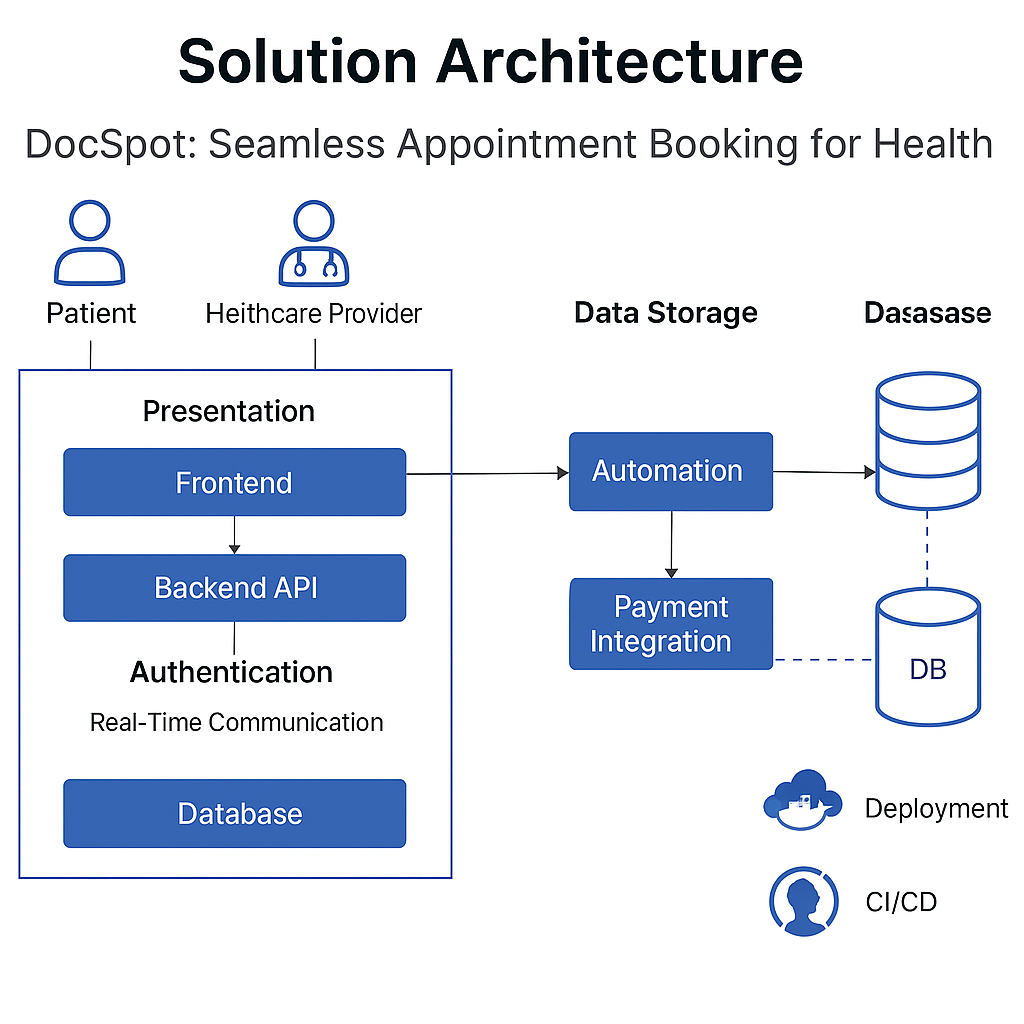 Solution Architecture
DocSpot: Seamless Appointment Booking for Health
Patient
Heithcare Provider
Data Storage
Dasasase
Presentation
Frontend
Automation
Backend API
Payment
Integration
Authentication
DB
Real-Time Communication
Database
Deployment
CI/CD